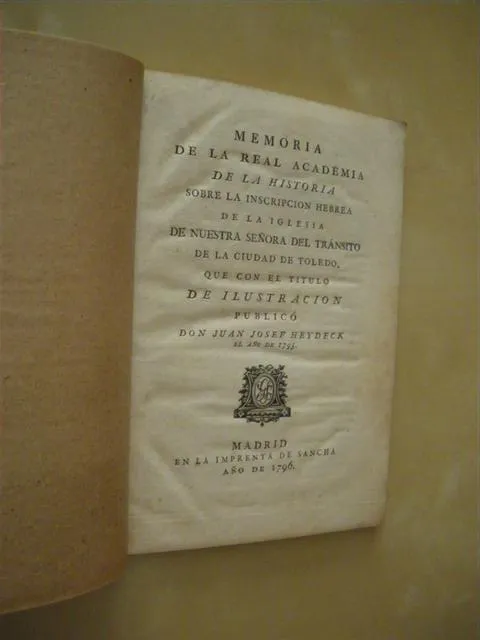 MEMORIA
DE LA REAL ACADEMIA
DE LA HISTORIA
SOBRE LA INSCRIPCION HEBREA
DE LA IGLESIA
DE NUESTRA SEÑORA DEL TRÁNSITO
DE LA CIUDAD DE TOLEDO,
QUE CON EL TITULO
DE ILUSTRACION
PUBLICÓ
DON JUAN JOSEF HEYDECK
EL AÑO DE 1795.
MADRID
EN LA IMPRENTA DE SANCHA
AÑO DE 1796.